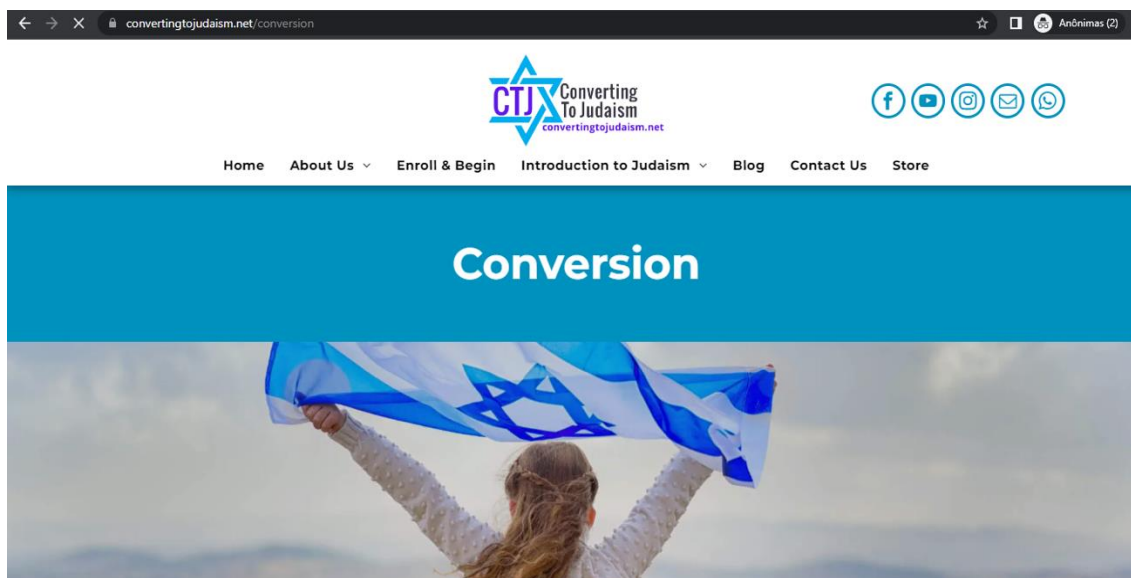 convertingtojudaism.net/conversion
Anônimas (2)
CTJ
Converting
To Judaism
convertingtojudaism.net
Home About Us Enroll & Begin Introduction to Judaism Blog Contact Us Store
Conversion